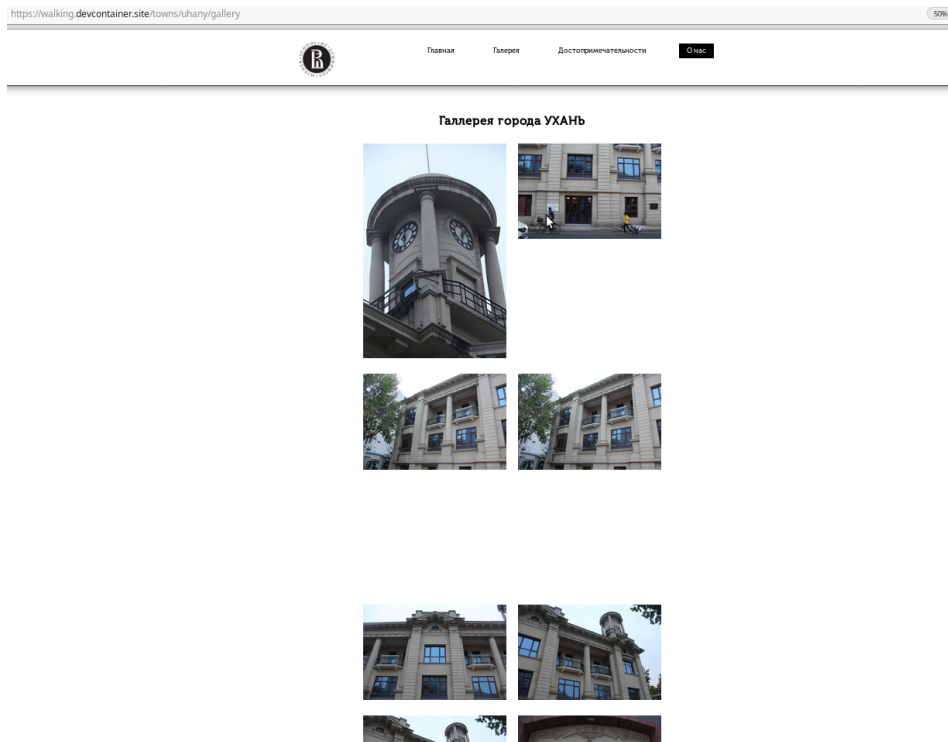 https://walking.devcontainer.site/towns/uhany/gallery
50%
Главная Галерея Достопримечательности О нас
Галлерея города УХАНЬ